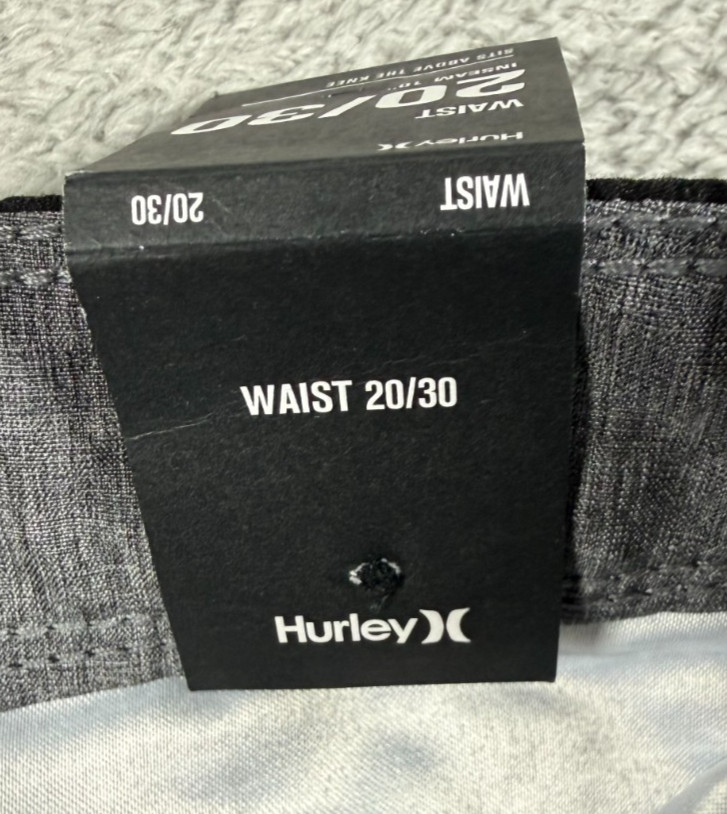 SITS ABOVE THE KNEE
INSEAM 10"
20/30
WAIST
Hurley
WAIST 20/30
WAIST 20/30
Hurley